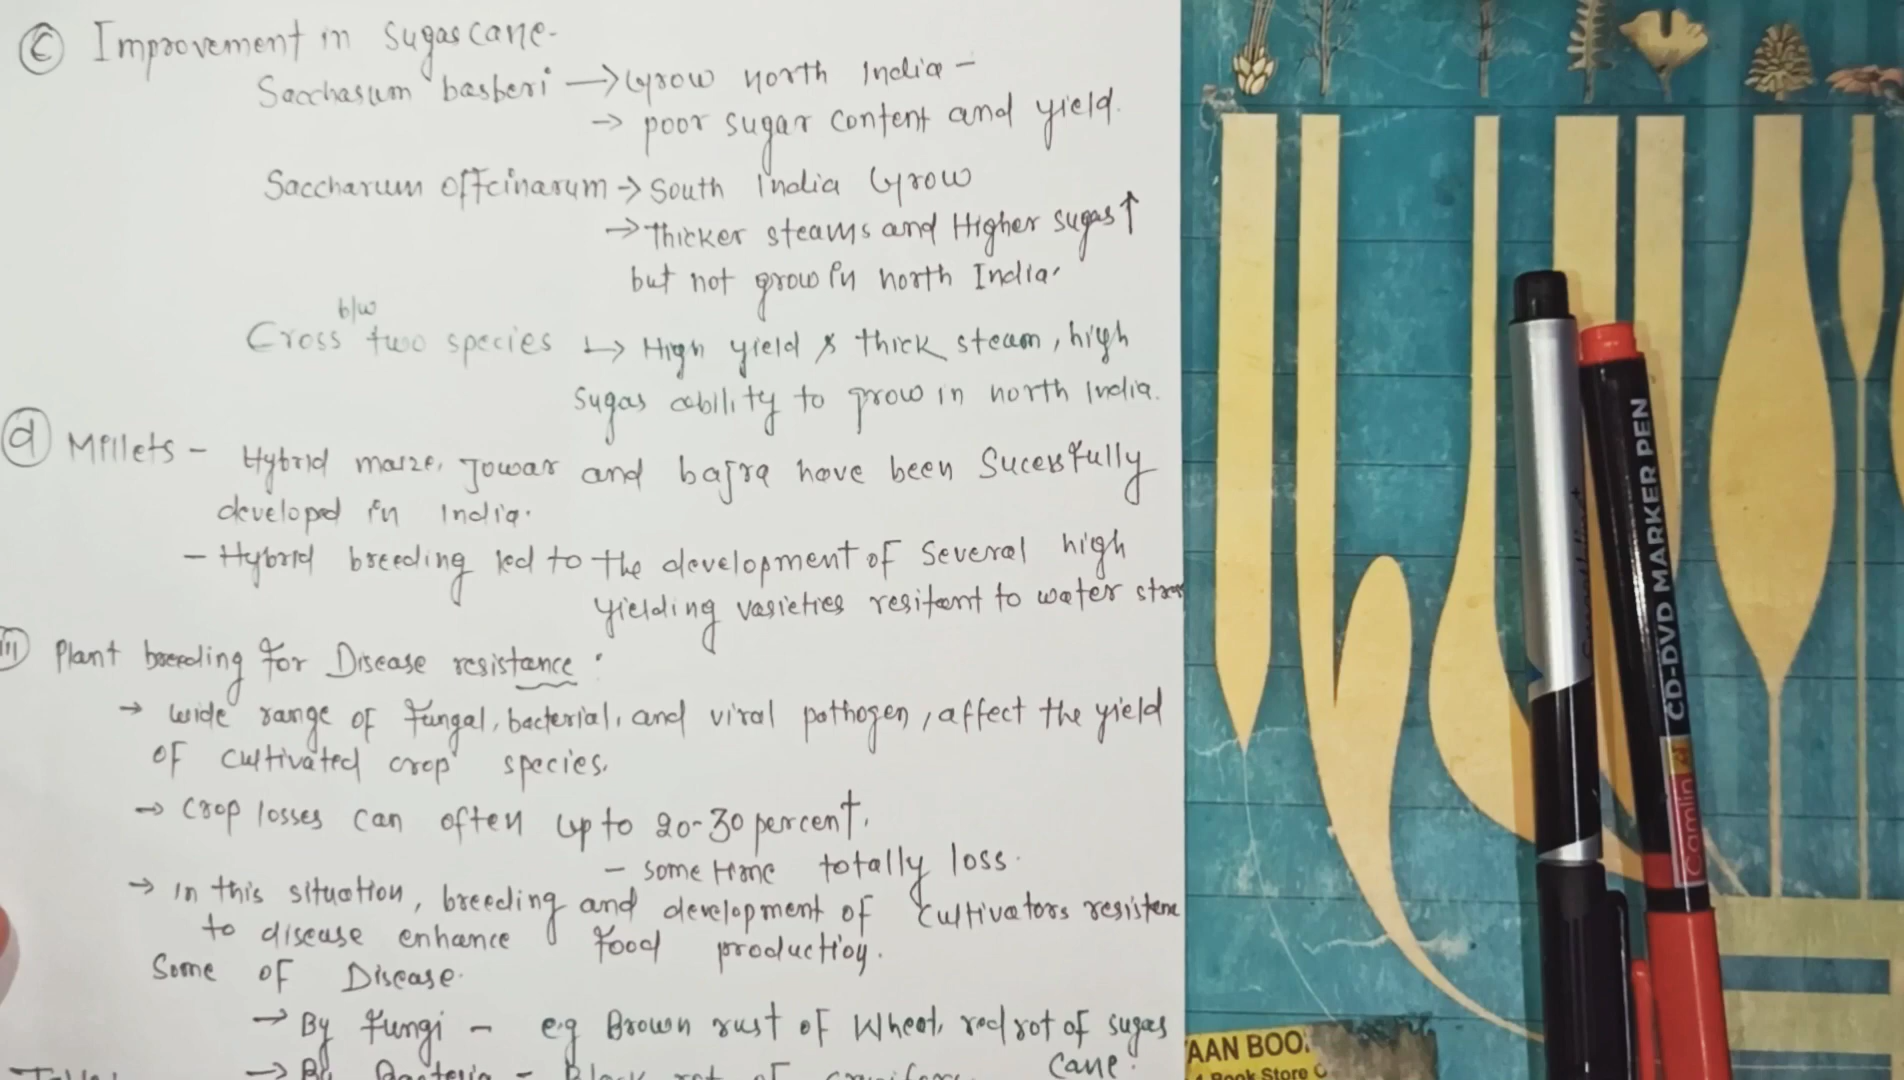 (C) Improvement in sugarcane-
Saccharum barberi → Grow north India -
→ poor sugar content and yield.
Saccharum officinarum → South India Grow
→ Thicker steams and Higher sugar ↑
but not grow in north India.
b/w
Cross two species ↳ High yield & thick steam, high
sugar ability to grow in north India.
(d) Millets - Hybrid maize, Jowar and bajra have been Sucessfully
developed in India.
- Hybrid breeding led to the development of Several high
yielding varieties resitant to water
(iii) Plant breeding for Disease resistance :
→ wide range of fungal, bacterial, and viral pathogen, affect the yield
of cultivated crop species.
→ Crop losses can often up to 20-30 percent.
- some time totally loss.
→ in this situation, breeding and development of cultivators
to disease enhance food production.
Some of Disease.
→ By fungi - e.g Brown rust of Wheat, red rot of sugar
cane.
→ By Bacteria - Black rot of
CD-DVD MARKER PEN
Camlin
AAN BOO
Book Store